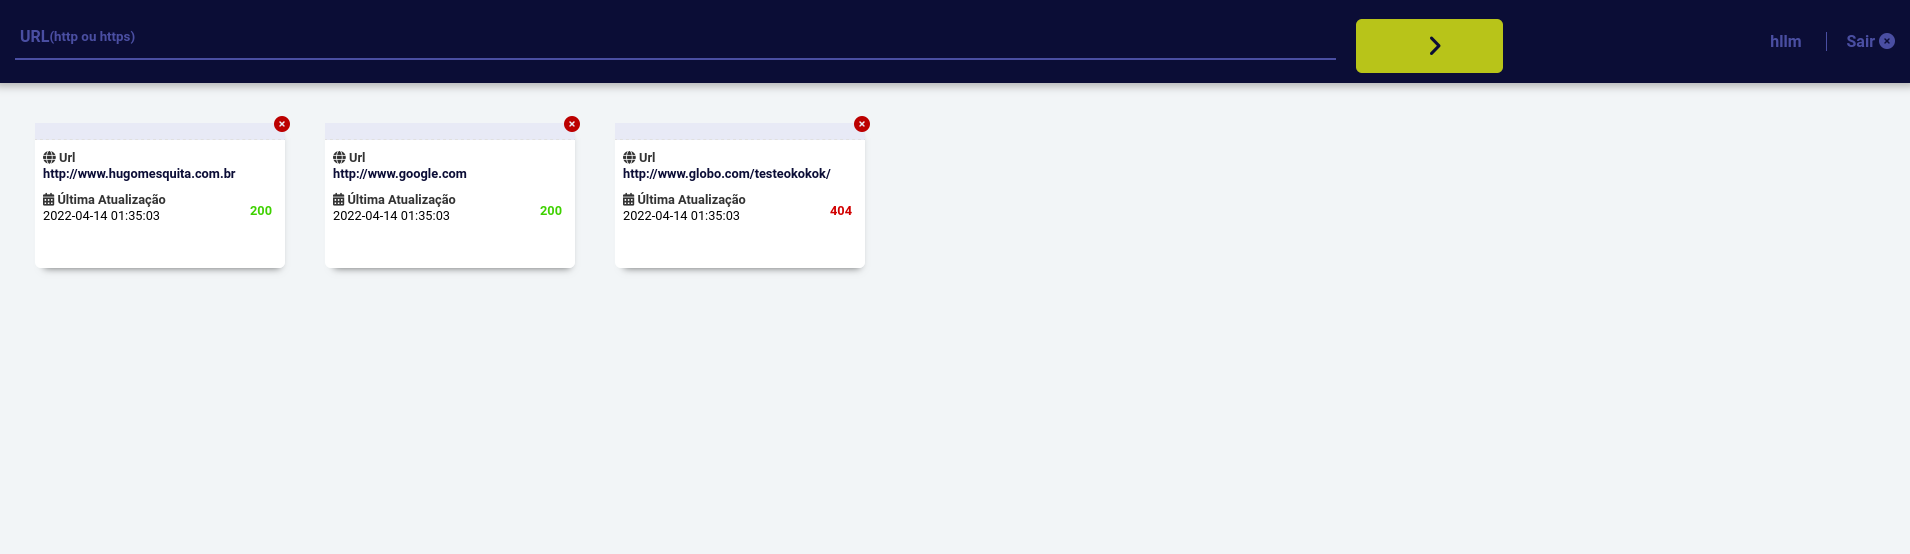 URL(http ou https)
hllm
Sair
Url
http://www.hugomesquita.com.br
Última Atualização
2022-04-14 01:35:03
200
Url
http://www.google.com
Última Atualização
2022-04-14 01:35:03
200
Url
http://www.globo.com/testeokokok/
Última Atualização
2022-04-14 01:35:03
404